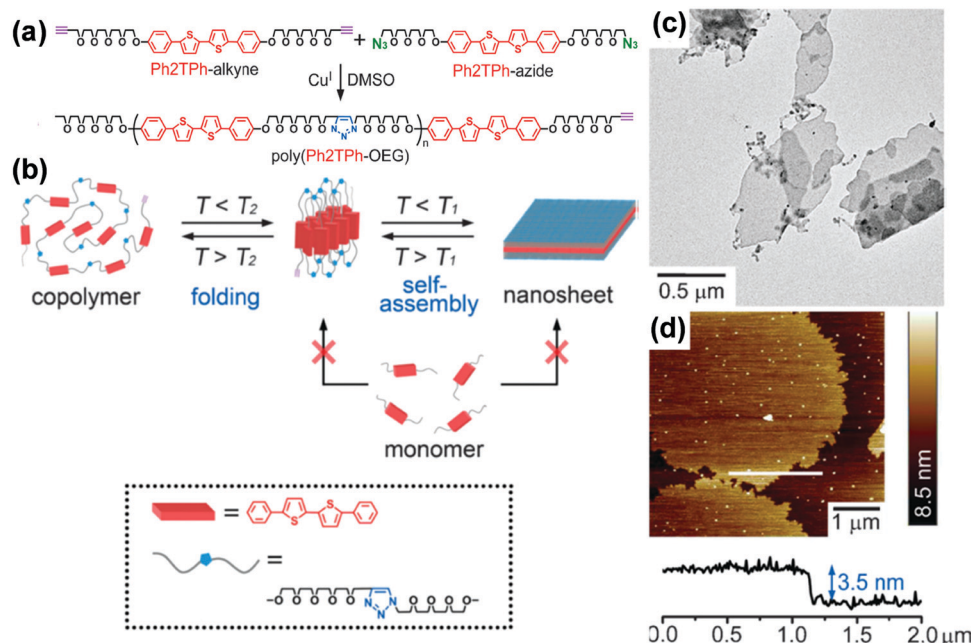 (a)
N₃
N₃
Ph2TPh-alkyne
+
Ph2TPh-azide
Cuᴵ
DMSO
poly(Ph2TPh-OEG)
n
(b)
T < T₂
T > T₂
folding
T < T₁
T > T₁
self-
assembly
copolymer
nanosheet
monomer
=
=
(c)
0.5 µm
(d)
8.5 nm
1 µm
3.5 nm
0.0 0.5 1.0 1.5 2.0 µm